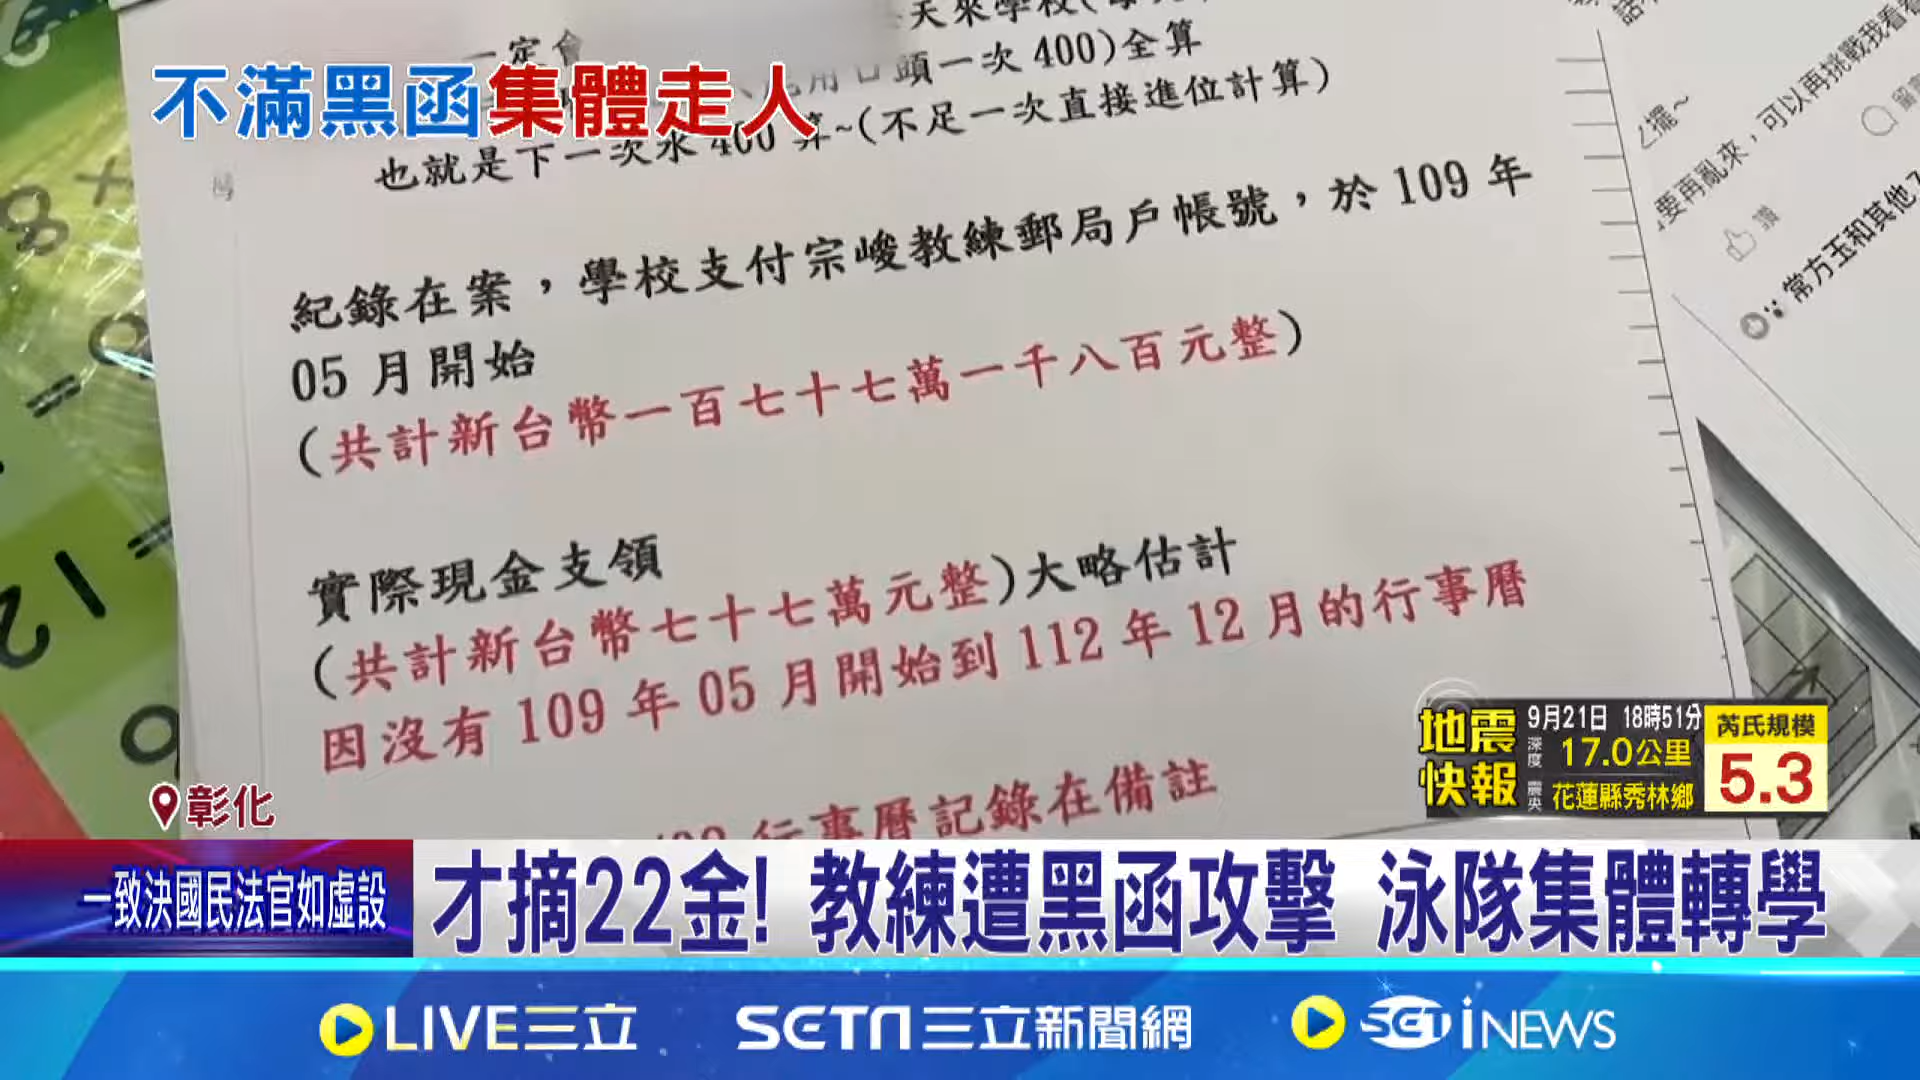 不滿黑函集體走人
一定會
天來學校
口頭一次400)全算
也就是下一次永400算~(不足一次直接進位計算)
紀錄在案，學校支付宗峻教練郵局戶帳號，於109年
05月開始
(共計新台幣一百七十七萬一千八百元整)
實際現金支領
(共計新台幣七十七萬元整)大略估計
因沒有109年05月開始到112年12月的行事曆
行事曆記錄在備註
擺~
要再亂來，可以再挑戰我看看
讚
常方玉和其他
地震快報
9月21日 18時51分
深度 17.0公里
震央 花蓮縣秀林鄉
芮氏規模
5.3
彰化
一致決國民法官如虛設
才摘22金! 教練遭黑函攻擊 泳隊集體轉學
LIVE三立
SETN三立新聞網
SETiNEWS